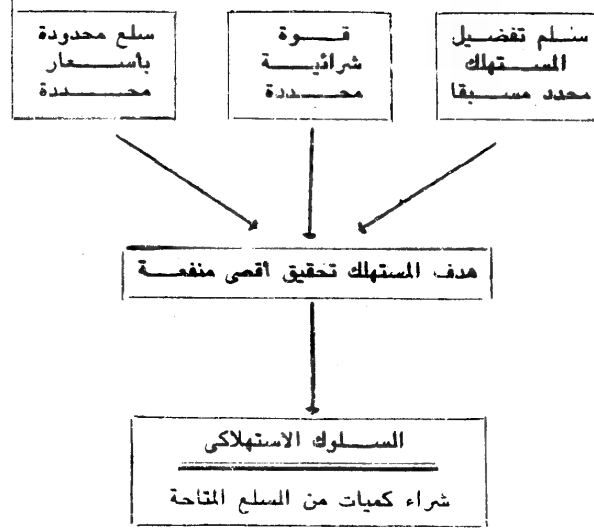 سلم تفضيل
المستهلك
محدد مسبقا
قوة
شرائية
محددة
سلع محدودة
بأسعار
محددة
هدف المستهلك تحقيق أقصى منفعة
السلوك الاستهلاكى
شراء كميات من السلع المتاحة